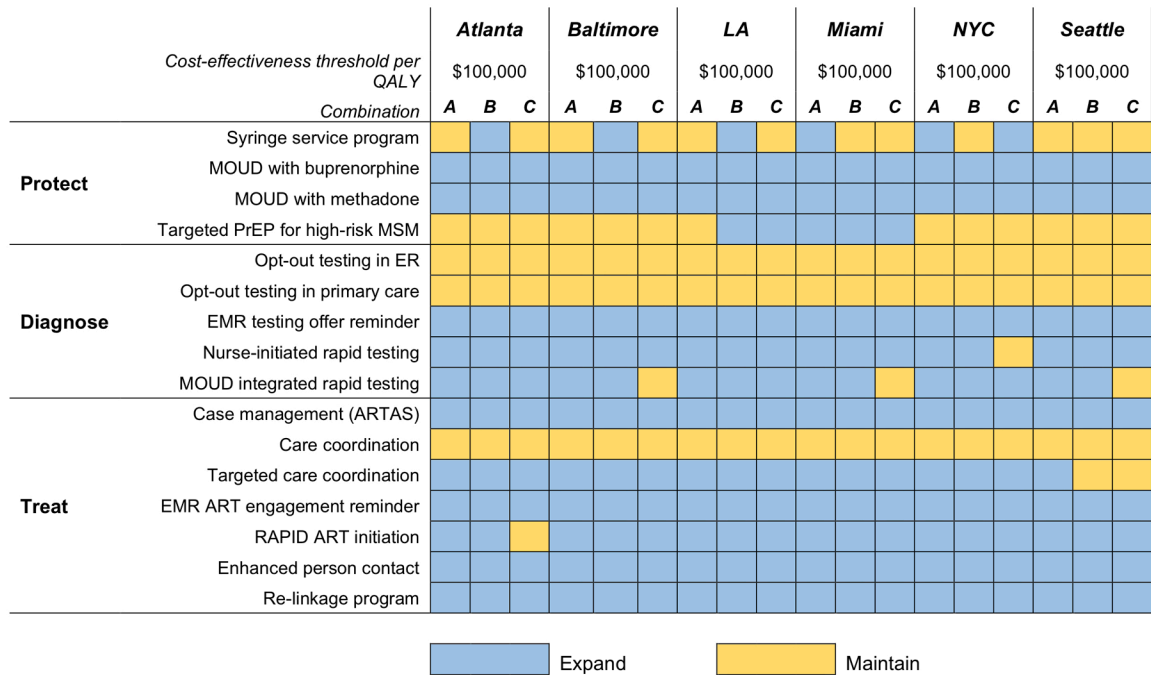 Atlanta Baltimore LA Miami NYC Seattle
Cost-effectiveness threshold per
QALY
$100,000 $100,000 $100,000 $100,000 $100,000 $100,000
Combination A B C A B C A B C A B C A B C A B C
Protect
Syringe service program
MOUD with buprenorphine
MOUD with methadone
Targeted PrEP for high-risk MSM
Diagnose
Opt-out testing in ER
Opt-out testing in primary care
EMR testing offer reminder
Nurse-initiated rapid testing
MOUD integrated rapid testing
Treat
Case management (ARTAS)
Care coordination
Targeted care coordination
EMR ART engagement reminder
RAPID ART initiation
Enhanced person contact
Re-linkage program
Expand Maintain